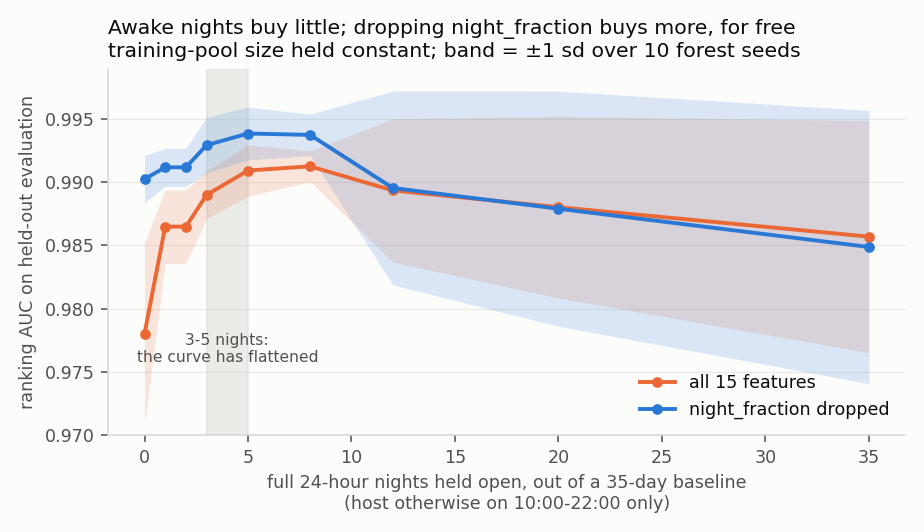 Awake nights buy little; dropping night_fraction buys more, for free
training-pool size held constant; band = ±1 sd over 10 forest seeds
ranking AUC on held-out evaluation
0.995
0.990
0.985
0.980
0.975
0.970
3-5 nights:
the curve has flattened
all 15 features
night_fraction dropped
0
5
10
15
20
25
30
35
full 24-hour nights held open, out of a 35-day baseline
(host otherwise on 10:00-22:00 only)